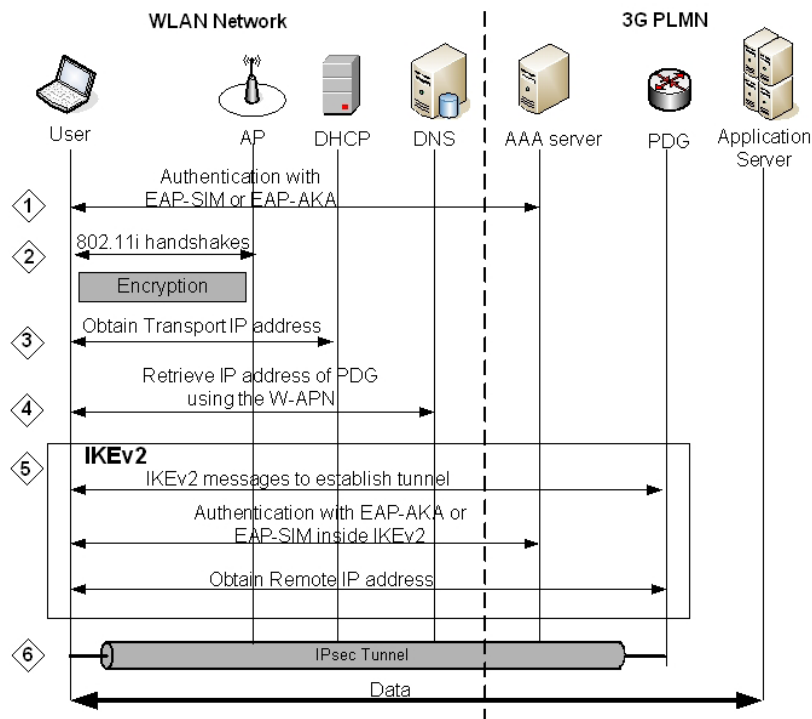 WLAN Network
3G PLMN
User
AP
DHCP
DNS
AAA server
PDG
Application
Server
1
Authentication with
EAP-SIM or EAP-AKA
2
802.11i handshakes
Encryption
3
Obtain Transport IP address
4
Retrieve IP address of PDG
using the W-APN
5
IKEv2
IKEv2 messages to establish tunnel
Authentication with EAP-AKA or
EAP-SIM inside IKEv2
Obtain Remote IP address
6
IPsec Tunnel
Data